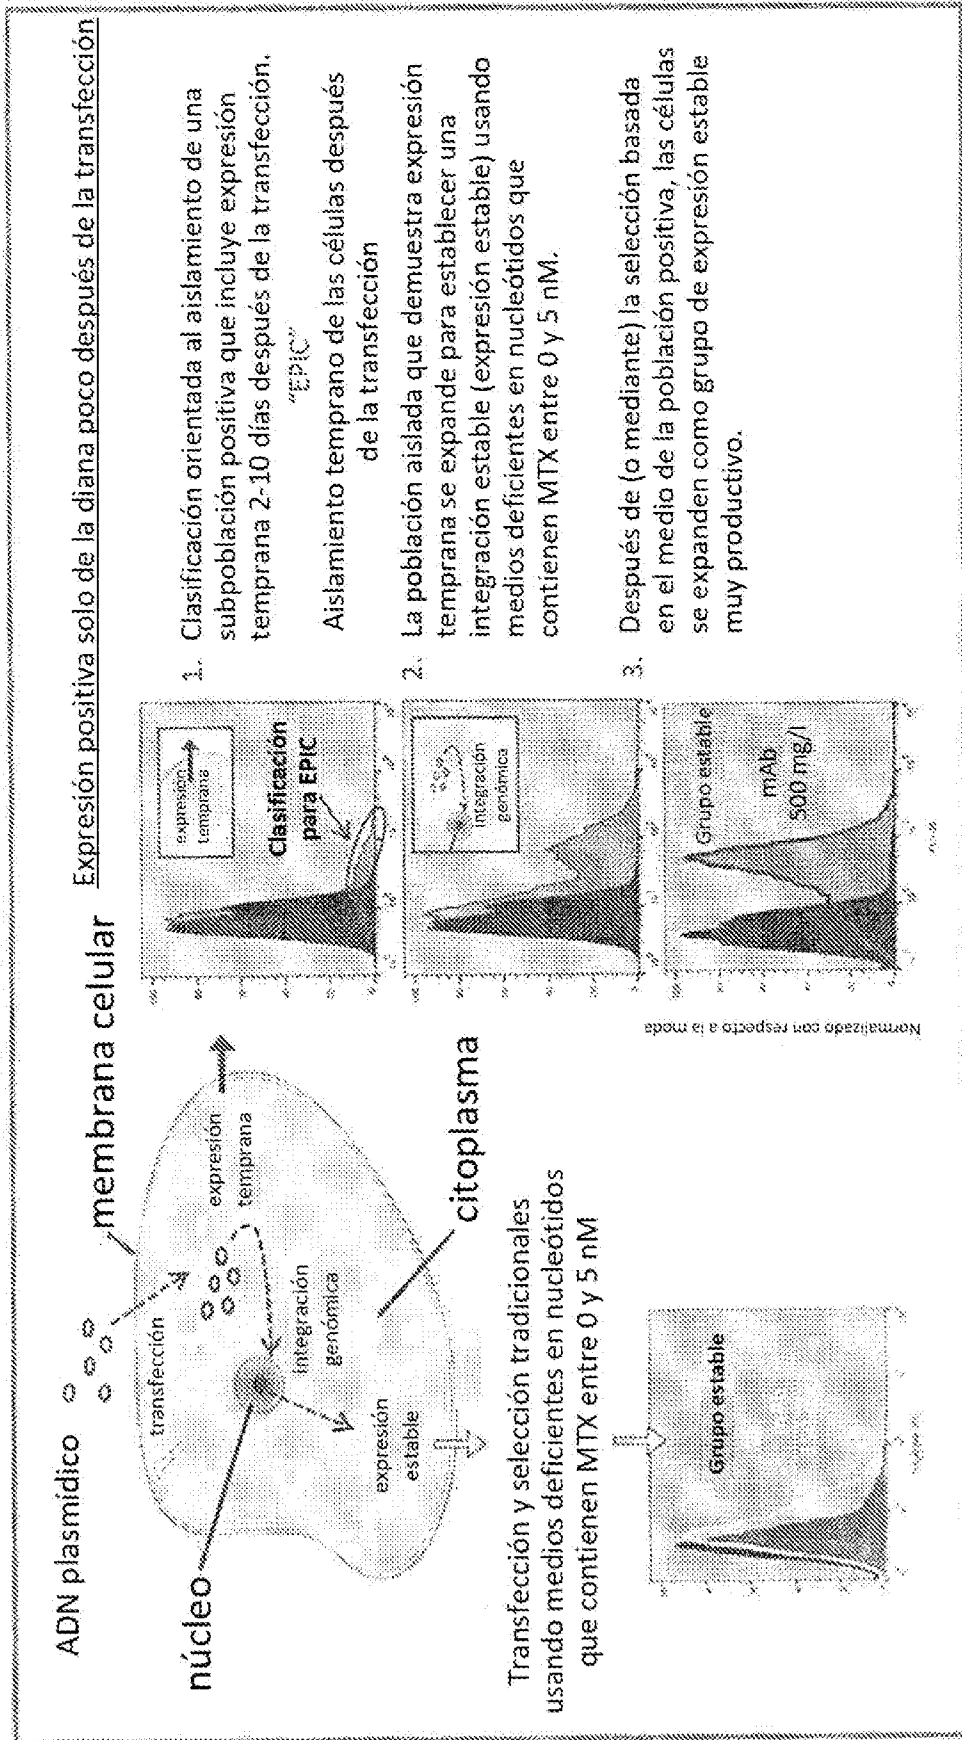 ADN plasmídico
membrana celular
núcleo
transfección
expresión
temprana
integración
genómica
expresión
estable
citoplasma
Transfección y selección tradicionales
usando medios deficientes en nucleótidos
que contienen MTX entre 0 y 5 nM
Grupo estable
Expresión positiva solo de la diana poco después de la transfección
expresión
temprana
Clasificación
para EPIC
integración
genómica
Grupo estable
mAb
500 mg/l
Normalizado con respecto a la moda
1. Clasificación orientada al aislamiento de una
subpoblación positiva que incluye expresión
temprana 2-10 días después de la transfección.
"EPIC"
Aislamiento temprano de las células después
de la transfección
2. La población aislada que demuestra expresión
temprana se expande para establecer una
integración estable (expresión estable) usando
medios deficientes en nucleótidos que
contienen MTX entre 0 y 5 nM.
3. Después de (o mediante) la selección basada
en el medio de la población positiva, las células
se expanden como grupo de expresión estable
muy productivo.